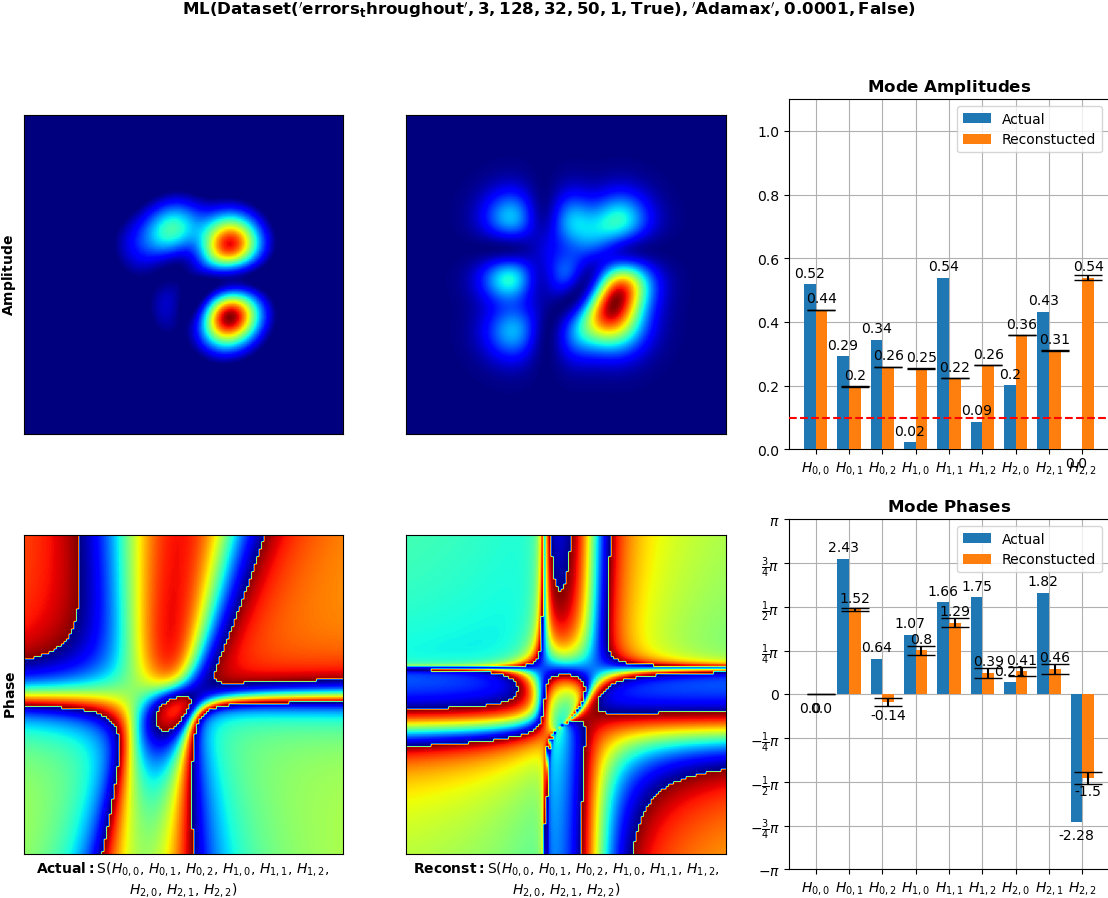 ML(Dataset('errors_throughout', 3, 128, 32, 50, 1, True), 'Adamax', 0.0001, False)
Amplitude
Mode Amplitudes
Actual
Reconstucted
1.0
0.8
0.6
0.4
0.2
0.0
0.52
0.44
0.29
0.2
0.34
0.26
0.02
0.25
0.54
0.22
0.09
0.26
0.2
0.36
0.43
0.31
0.0
0.54
H0,0 H0,1 H0,2 H1,0 H1,1 H1,2 H2,0 H2,1 H2,2
Phase
Mode Phases
Actual
Reconstucted
π
3/4π
1/2π
1/4π
0
−1/4π
−1/2π
−3/4π
−π
0.0
0.0
2.43
1.52
0.64
-0.14
1.07
0.8
1.66
1.29
1.75
0.39
0.41
1.82
0.46
-2.28
-1.5
H0,0 H0,1 H0,2 H1,0 H1,1 H1,2 H2,0 H2,1 H2,2
Actual: S(H0,0, H0,1, H0,2, H1,0, H1,1, H1,2,
H2,0, H2,1, H2,2)
Reconst: S(H0,0, H0,1, H0,2, H1,0, H1,1, H1,2,
H2,0, H2,1, H2,2)